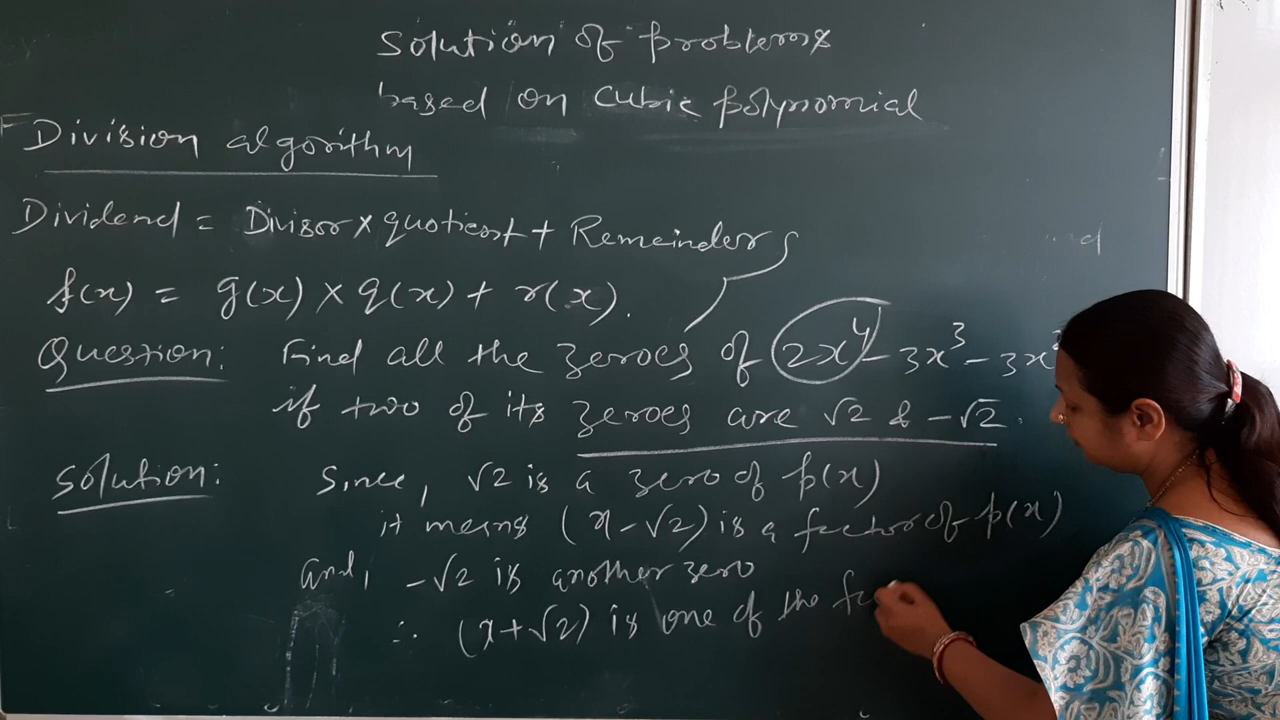 Solution of problems
based on cubic polynomial
Division algorithm
Dividend = Divisor × quotient + Remainder
f(x) = g(x) × q(x) + r(x).
Question: Find all the zeroes of 2x⁴ - 3x³ - 3x
if two of its zeroes are √2 & -√2.
Solution: Since, √2 is a zero of p(x)
it means (x - √2) is a factor of p(x)
and, -√2 is another zero
∴ (x + √2) is one of the